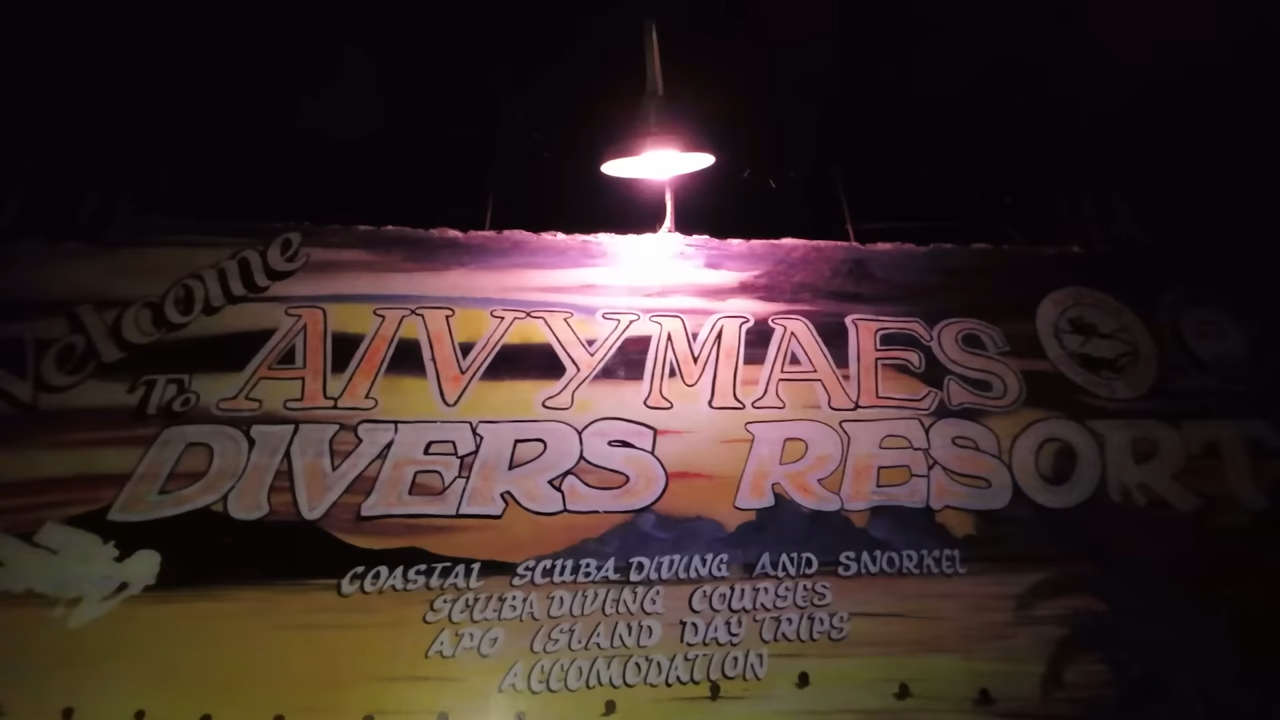 Welcome
To AIVYMAES
DIVERS RESORT
COASTAL SCUBA DIVING AND SNORKEL
SCUBA DIVING COURSES
APO ISLAND DAY TRIPS
ACCOMODATION